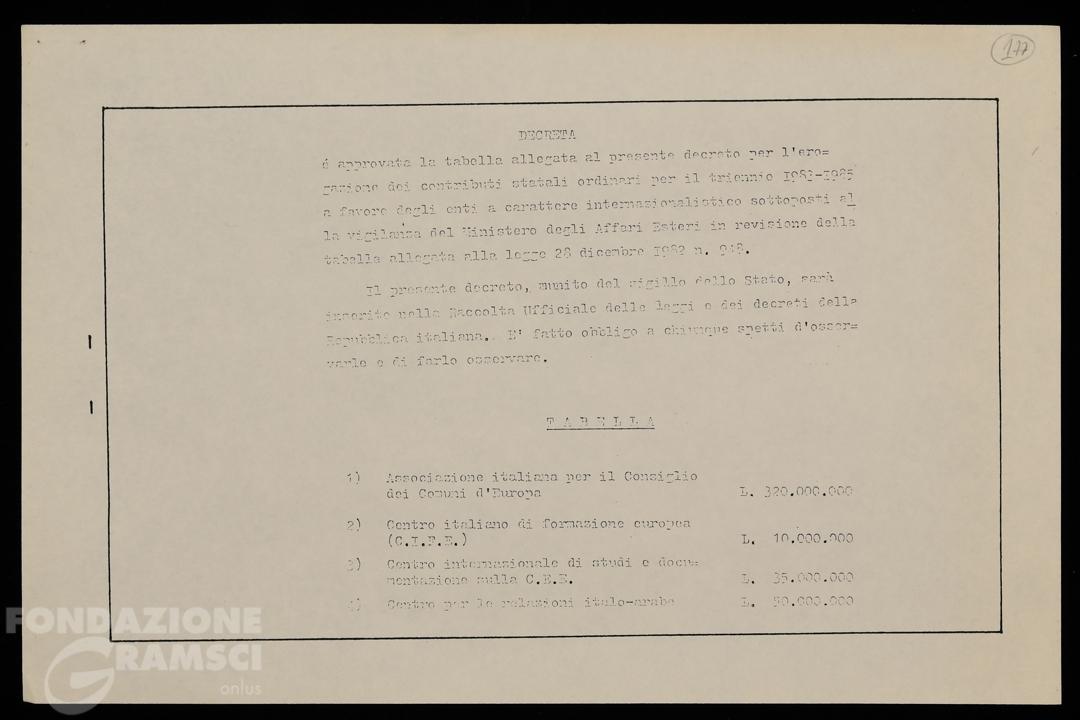 177
DECRETA
é approvata la tabella allegata al presente decreto per l'ero=
gazione dei contributi statali ordinari per il triennio 1983-1985
a favore degli enti a carattere internazionalistico sottoposti al
la vigilanza del Ministero degli Affari Esteri in revisione della
tabella allegata alla legge 28 dicembre 1982 n. 948.
Il presente decreto, munito del sigillo dello Stato, sarà
inserito nella Raccolta Ufficiale delle leggi e dei decreti della
Repubblica italiana. E' fatto obbligo a chiunque spetti d'osser=
varlo e di farlo osservare.
T A B E L L A
1) Associazione italiana per il Consiglio
dei Comuni d'Europa L. 320.000.000
2) Centro italiano di formazione europea
(C.I.F.E.) L. 10.000.000
3) Centro internazionale di studi e docu=
mentazione sulla C.E.E. L. 35.000.000
4) Centro per le relazioni italo-arabe L. 50.000.000
FONDAZIONE
GRAMSCI
onlus